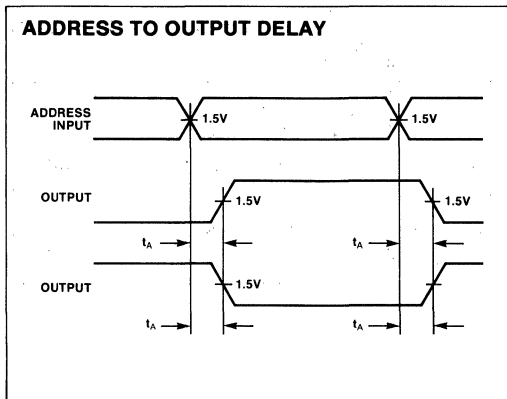 ADDRESS TO OUTPUT DELAY
ADDRESS
INPUT
1.5V
1.5V
OUTPUT
1.5V
1.5V
tA
tA
OUTPUT
1.5V
tA
tA